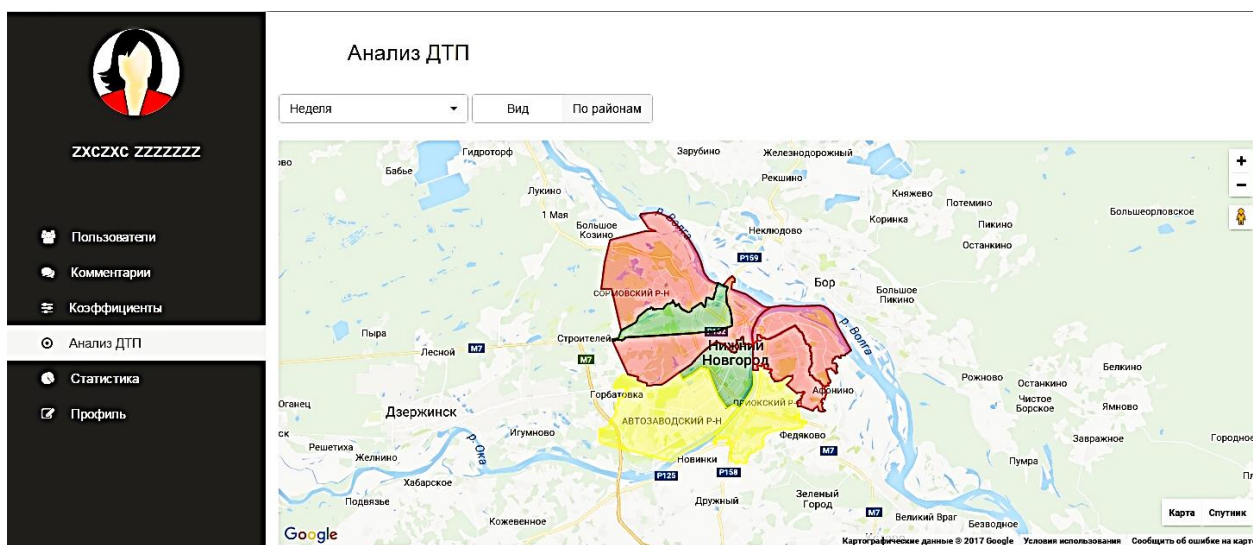 Анализ ДТП
Неделя
Вид
По районам
ZXCZXC ZZZZZZZ
Пользователи
Комментарии
Коэффициенты
Анализ ДТП
Статистика
Профиль
Гидроторф
Зарубино
Железнодорожный
Бабье
Рекшино
Лукино
Княжево
Потемино
1 Мая
р. Волга
Коринка
Большеорловское
Большое
Козино
Неклюдово
Пикино
Останкино
P159
Бор
СОРМОВСКИЙ Р-Н
Большое
Пикино
Пыра
Строителей
р. Волга
Лесной
M7
M7
Нижний
Новгород
Белкино
Рожново
Останкино
Горбатовка
Афонино
Чистое
Борское
Ямново
Дзержинск
АВТОЗАВОДСКИЙ Р-Н
Игумново
Федяково
Завражное
Решетиха
Желнино
р. Ока
M7
Новинки
Пумра
P125
P158
Хабарское
Дружный
Зеленый
Город
Подвязье
M7
Великий Враг
Кожевенное
Безводное
Карта
Спутник
Google
Картографические данные © 2017 Google
Условия использования
Сообщить об ошибке на карте